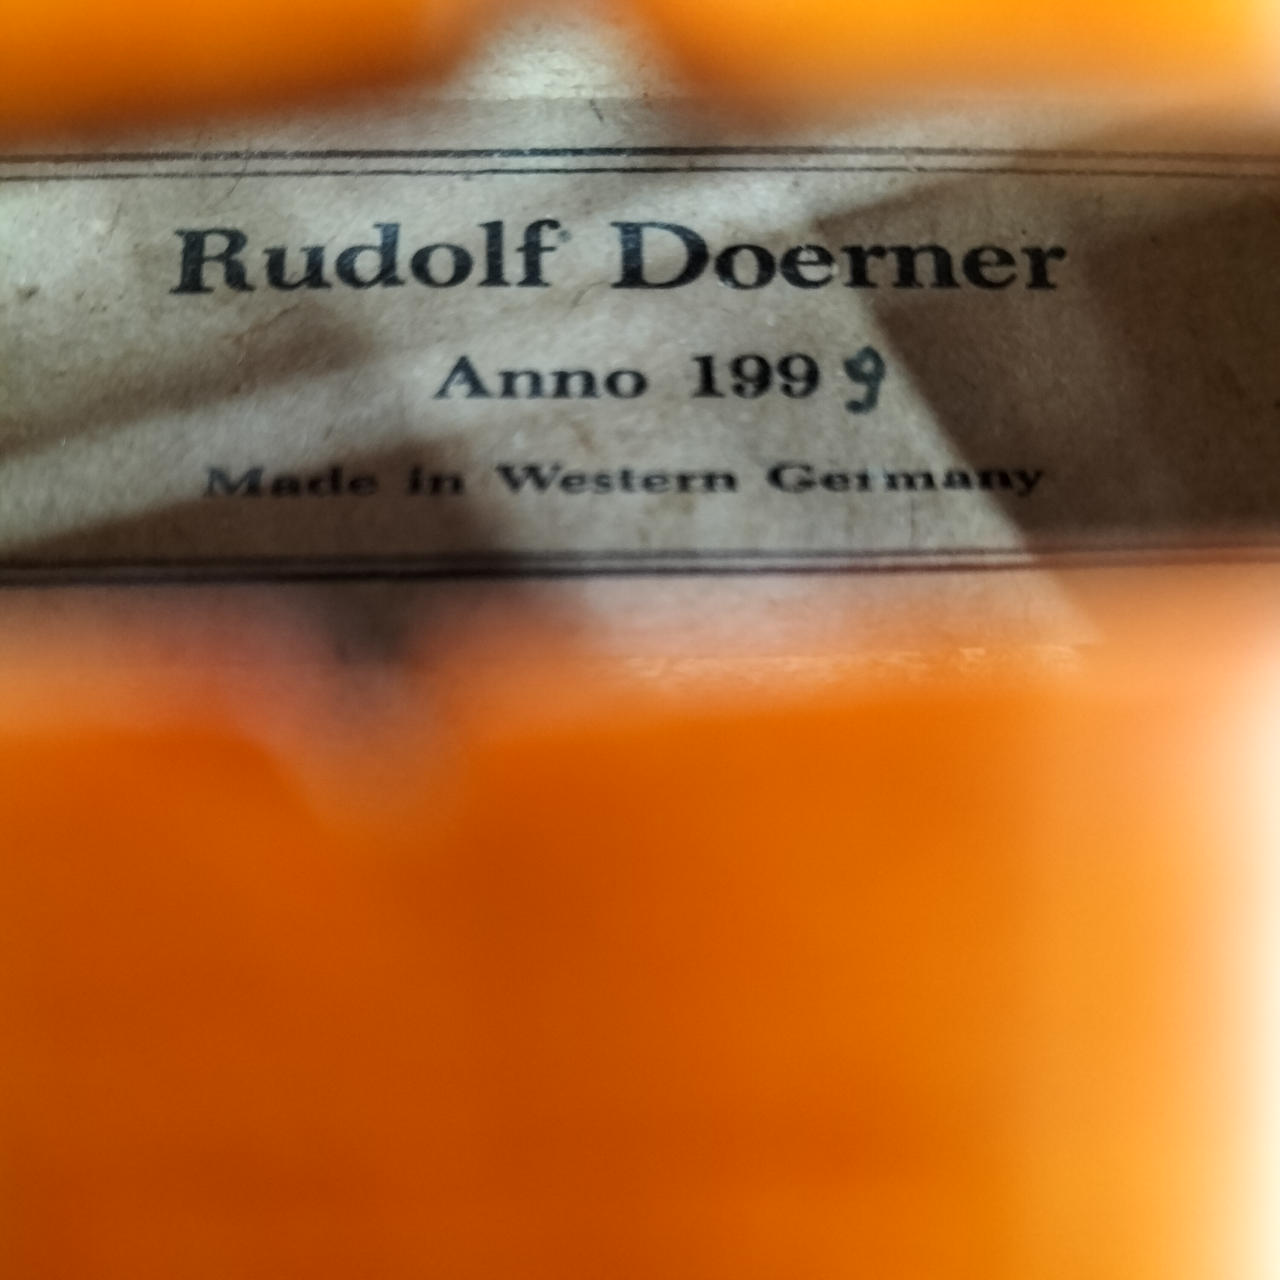 Rudolf Doerner
Anno 1999
Made in Western Germany